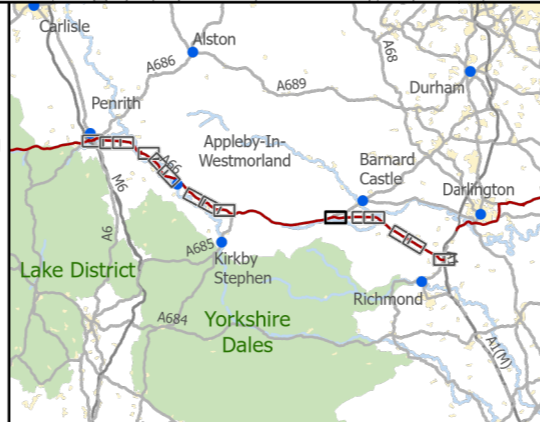 Carlisle
Alston
A686
A68
A689
Durham
Penrith
Appleby-In-
Westmorland
A66
Barnard
Castle
Darlington
M6
A6
A685
Lake District
Kirkby
Stephen
Richmond
A684
Yorkshire
Dales
A1(M)